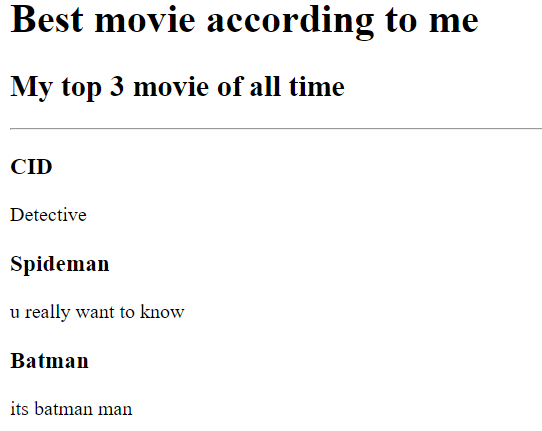 Best movie according to me
My top 3 movie of all time
CID
Detective
Spideman
u really want to know
Batman
its batman man